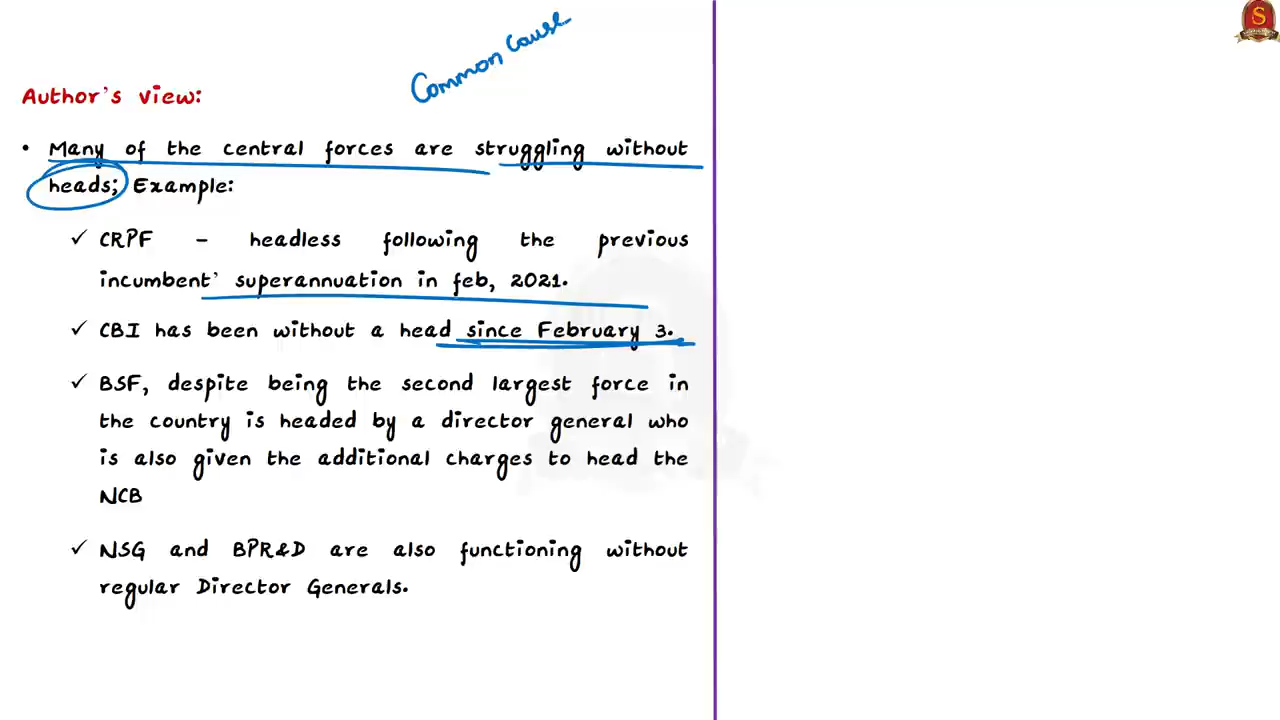 Common Cause
Author's view:
• Many of the central forces are struggling without
heads; Example:
✓ CRPF - headless following the previous
incumbent' superannuation in feb, 2021.
✓ CBI has been without a head since February 3.
✓ BSF, despite being the second largest force in
the country is headed by a director general who
is also given the additional charges to head the
NCB
✓ NSG and BPR&D are also functioning without
regular Director Generals.
S